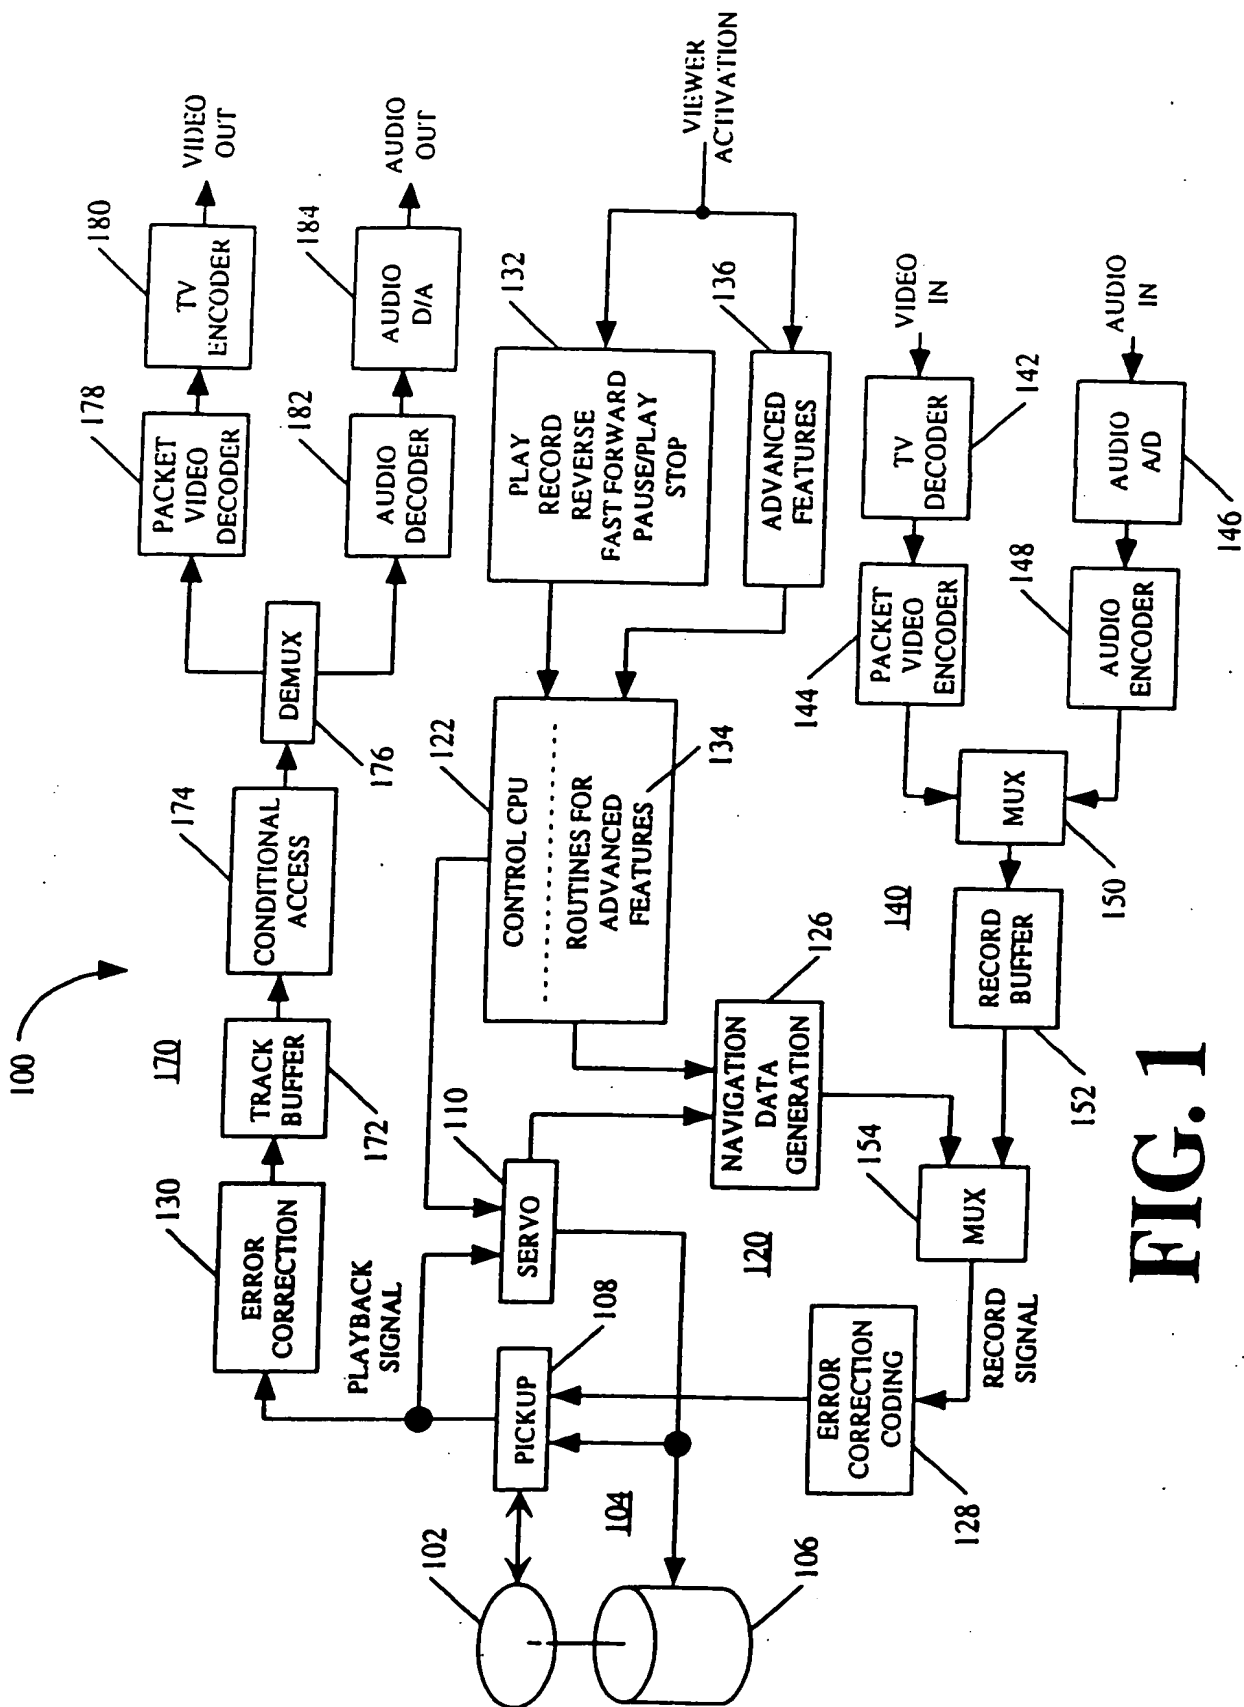 100
VIDEO
OUT
180
TV
ENCODER
178
PACKET
VIDEO
DECODER
AUDIO
OUT
184
AUDIO
D/A
182
AUDIO
DECODER
DEMUX
176
174
CONDITIONAL
ACCESS
170
TRACK
BUFFER
172
130
ERROR
CORRECTION
PLAYBACK
SIGNAL
VIEWER
ACTIVATION
132
PLAY
RECORD
REVERSE
FAST FORWARD
PAUSE/PLAY
STOP
136
ADVANCED
FEATURES
122
CONTROL CPU
ROUTINES FOR
ADVANCED
FEATURES
134
110
SERVO
108
PICKUP
102
104
106
126
NAVIGATION
DATA
GENERATION
120
VIDEO
IN
TV
DECODER
142
144
PACKET
VIDEO
ENCODER
AUDIO
IN
AUDIO
A/D
146
148
AUDIO
ENCODER
MUX
150
140
RECORD
BUFFER
152
154
MUX
RECORD
SIGNAL
ERROR
CORRECTION
CODING
128
FIG. 1